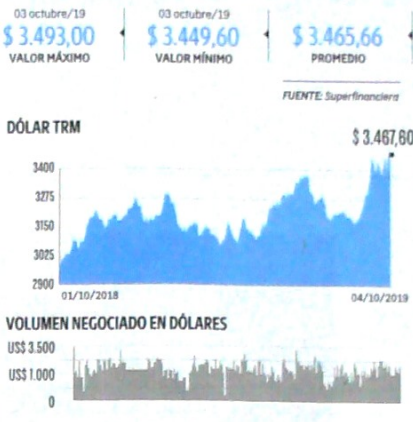 03 octubre/19
$ 3.493,00
VALOR MÁXIMO
03 octubre/19
$ 3.449,60
VALOR MÍNIMO
$ 3.465,66
PROMEDIO
FUENTE: Superfinanciera
DÓLAR TRM
$ 3.467,60
3400
3275
3150
3025
2900
01/10/2018
04/10/2019
VOLUMEN NEGOCIADO EN DÓLARES
US$ 3.500
US$ 1.000
0